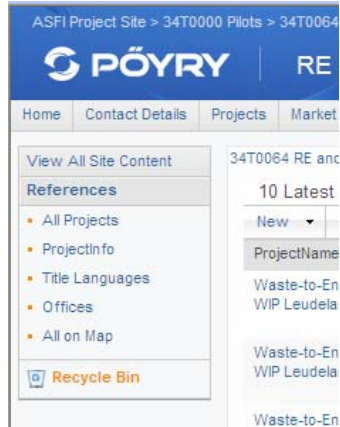 ASFI Project Site > 34T0000 Pilots > 34T0064
PÖYRY RE
Home Contact Details Projects Market
View All Site Content
34T0064 RE and
References
10 Latest
All Projects
New
ProjectInfo
ProjectName
Title Languages
Waste-to-En
Offices
WIP Leudela
All on Map
Waste-to-En
Recycle Bin
WIP Leudela
Waste-to-En